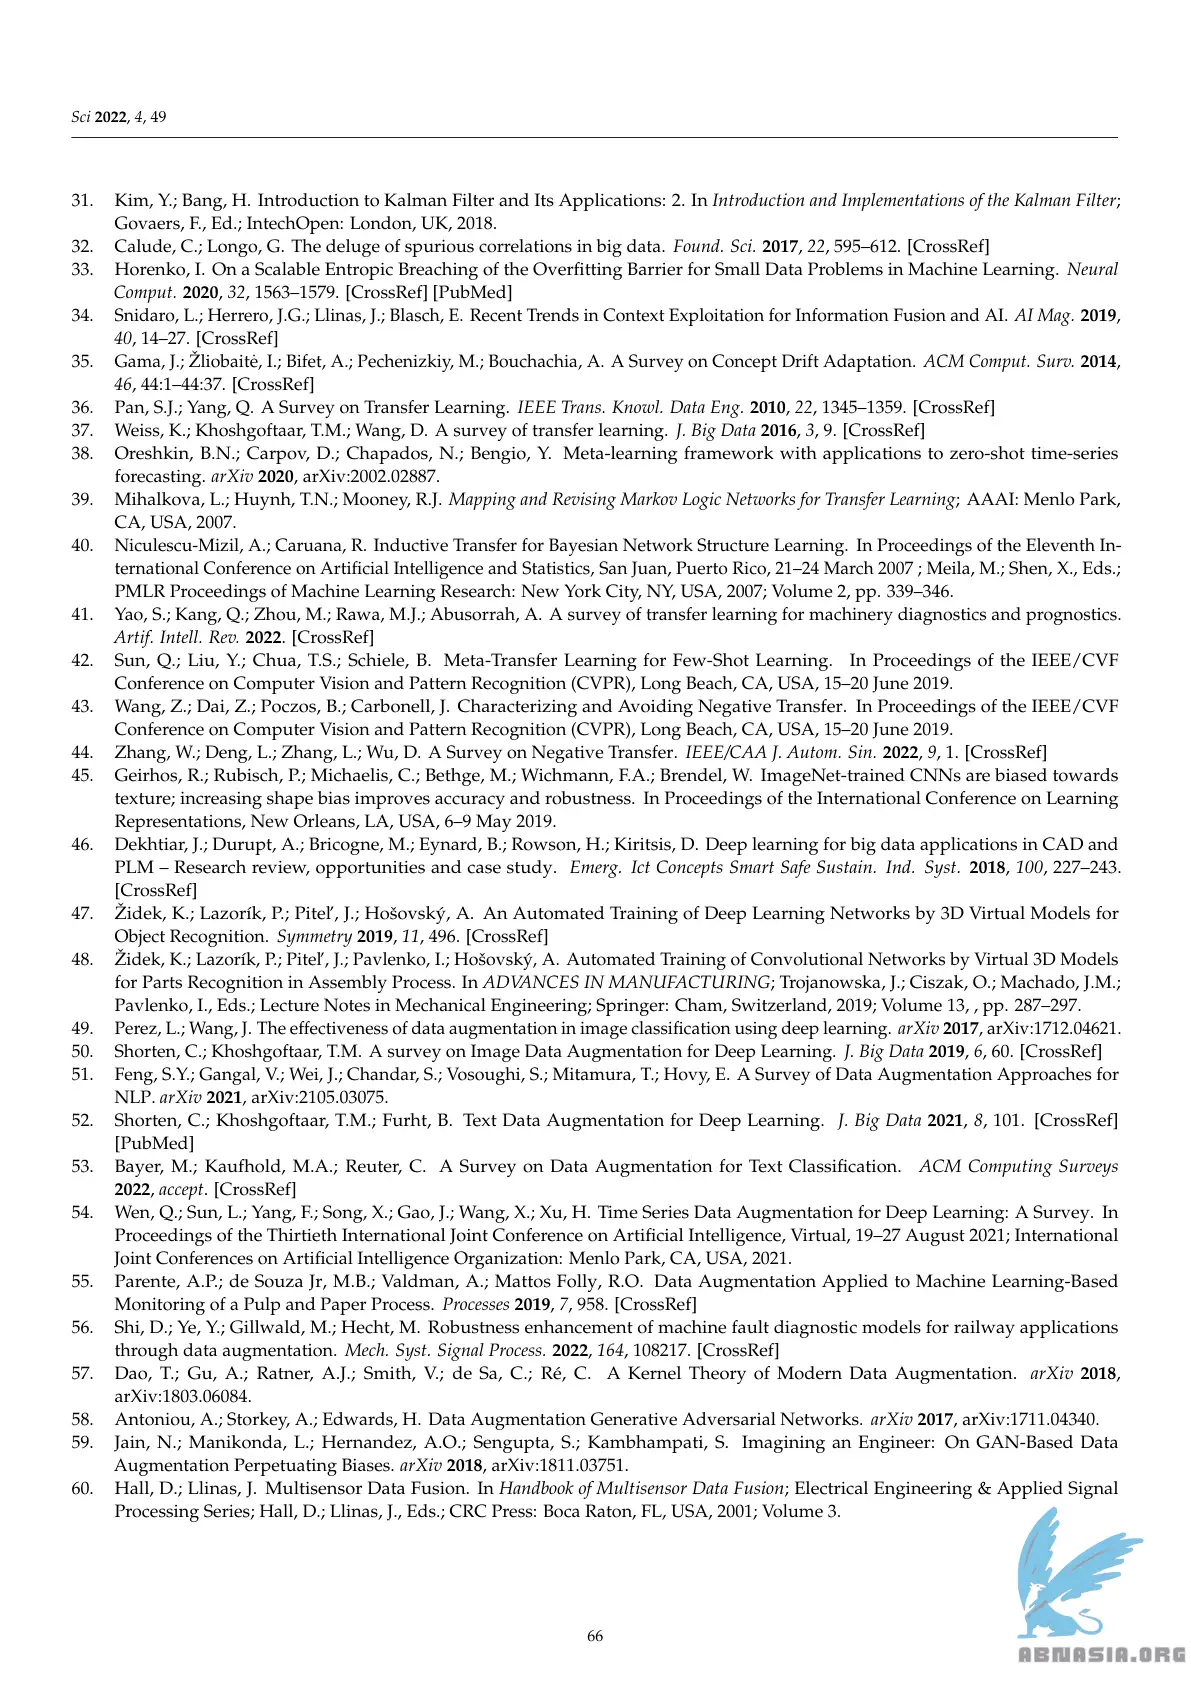 Sci 2022, 4, 49
31. Kim, Y.; Bang, H. Introduction to Kalman Filter and Its Applications: 2. In Introduction and Implementations of the Kalman Filter;
Govaers, F., Ed.; IntechOpen: London, UK, 2018.
32. Calude, C.; Longo, G. The deluge of spurious correlations in big data. Found. Sci. 2017, 22, 595–612. [CrossRef]
33. Horenko, I. On a Scalable Entropic Breaching of the Overfitting Barrier for Small Data Problems in Machine Learning. Neural
Comput. 2020, 32, 1563–1579. [CrossRef] [PubMed]
34. Snidaro, L.; Herrero, J.G.; Llinas, J.; Blasch, E. Recent Trends in Context Exploitation for Information Fusion and AI. AI Mag. 2019,
40, 14–27. [CrossRef]
35. Gama, J.; Žliobaitė, I.; Bifet, A.; Pechenizkiy, M.; Bouchachia, A. A Survey on Concept Drift Adaptation. ACM Comput. Surv. 2014,
46, 44:1–44:37. [CrossRef]
36. Pan, S.J.; Yang, Q. A Survey on Transfer Learning. IEEE Trans. Knowl. Data Eng. 2010, 22, 1345–1359. [CrossRef]
37. Weiss, K.; Khoshgoftaar, T.M.; Wang, D. A survey of transfer learning. J. Big Data 2016, 3, 9. [CrossRef]
38. Oreshkin, B.N.; Carpov, D.; Chapados, N.; Bengio, Y. Meta-learning framework with applications to zero-shot time-series
forecasting. arXiv 2020, arXiv:2002.02887.
39. Mihalkova, L.; Huynh, T.N.; Mooney, R.J. Mapping and Revising Markov Logic Networks for Transfer Learning; AAAI: Menlo Park,
CA, USA, 2007.
40. Niculescu-Mizil, A.; Caruana, R. Inductive Transfer for Bayesian Network Structure Learning. In Proceedings of the Eleventh In-
ternational Conference on Artificial Intelligence and Statistics, San Juan, Puerto Rico, 21–24 March 2007 ; Meila, M.; Shen, X., Eds.;
PMLR Proceedings of Machine Learning Research: New York City, NY, USA, 2007; Volume 2, pp. 339–346.
41. Yao, S.; Kang, Q.; Zhou, M.; Rawa, M.J.; Abusorrah, A. A survey of transfer learning for machinery diagnostics and prognostics.
Artif. Intell. Rev. 2022. [CrossRef]
42. Sun, Q.; Liu, Y.; Chua, T.S.; Schiele, B. Meta-Transfer Learning for Few-Shot Learning. In Proceedings of the IEEE/CVF
Conference on Computer Vision and Pattern Recognition (CVPR), Long Beach, CA, USA, 15–20 June 2019.
43. Wang, Z.; Dai, Z.; Poczos, B.; Carbonell, J. Characterizing and Avoiding Negative Transfer. In Proceedings of the IEEE/CVF
Conference on Computer Vision and Pattern Recognition (CVPR), Long Beach, CA, USA, 15–20 June 2019.
44. Zhang, W.; Deng, L.; Zhang, L.; Wu, D. A Survey on Negative Transfer. IEEE/CAA J. Autom. Sin. 2022, 9, 1. [CrossRef]
45. Geirhos, R.; Rubisch, P.; Michaelis, C.; Bethge, M.; Wichmann, F.A.; Brendel, W. ImageNet-trained CNNs are biased towards
texture; increasing shape bias improves accuracy and robustness. In Proceedings of the International Conference on Learning
Representations, New Orleans, LA, USA, 6–9 May 2019.
46. Dekhtiar, J.; Durupt, A.; Bricogne, M.; Eynard, B.; Rowson, H.; Kiritsis, D. Deep learning for big data applications in CAD and
PLM – Research review, opportunities and case study. Emerg. Ict Concepts Smart Safe Sustain. Ind. Syst. 2018, 100, 227–243.
[CrossRef]
47. Židek, K.; Lazorík, P.; Piteľ, J.; Hošovský, A. An Automated Training of Deep Learning Networks by 3D Virtual Models for
Object Recognition. Symmetry 2019, 11, 496. [CrossRef]
48. Židek, K.; Lazorík, P.; Piteľ, J.; Pavlenko, I.; Hošovský, A. Automated Training of Convolutional Networks by Virtual 3D Models
for Parts Recognition in Assembly Process. In ADVANCES IN MANUFACTURING; Trojanowska, J.; Ciszak, O.; Machado, J.M.;
Pavlenko, I., Eds.; Lecture Notes in Mechanical Engineering; Springer: Cham, Switzerland, 2019; Volume 13, , pp. 287–297.
49. Perez, L.; Wang, J. The effectiveness of data augmentation in image classification using deep learning. arXiv 2017, arXiv:1712.04621.
50. Shorten, C.; Khoshgoftaar, T.M. A survey on Image Data Augmentation for Deep Learning. J. Big Data 2019, 6, 60. [CrossRef]
51. Feng, S.Y.; Gangal, V.; Wei, J.; Chandar, S.; Vosoughi, S.; Mitamura, T.; Hovy, E. A Survey of Data Augmentation Approaches for
NLP. arXiv 2021, arXiv:2105.03075.
52. Shorten, C.; Khoshgoftaar, T.M.; Furht, B. Text Data Augmentation for Deep Learning. J. Big Data 2021, 8, 101. [CrossRef]
[PubMed]
53. Bayer, M.; Kaufhold, M.A.; Reuter, C. A Survey on Data Augmentation for Text Classification. ACM Computing Surveys
2022, accept. [CrossRef]
54. Wen, Q.; Sun, L.; Yang, F.; Song, X.; Gao, J.; Wang, X.; Xu, H. Time Series Data Augmentation for Deep Learning: A Survey. In
Proceedings of the Thirtieth International Joint Conference on Artificial Intelligence, Virtual, 19–27 August 2021; International
Joint Conferences on Artificial Intelligence Organization: Menlo Park, CA, USA, 2021.
55. Parente, A.P.; de Souza Jr, M.B.; Valdman, A.; Mattos Folly, R.O. Data Augmentation Applied to Machine Learning-Based
Monitoring of a Pulp and Paper Process. Processes 2019, 7, 958. [CrossRef]
56. Shi, D.; Ye, Y.; Gillwald, M.; Hecht, M. Robustness enhancement of machine fault diagnostic models for railway applications
through data augmentation. Mech. Syst. Signal Process. 2022, 164, 108217. [CrossRef]
57. Dao, T.; Gu, A.; Ratner, A.J.; Smith, V.; de Sa, C.; Ré, C. A Kernel Theory of Modern Data Augmentation. arXiv 2018,
arXiv:1803.06084.
58. Antoniou, A.; Storkey, A.; Edwards, H. Data Augmentation Generative Adversarial Networks. arXiv 2017, arXiv:1711.04340.
59. Jain, N.; Manikonda, L.; Hernandez, A.O.; Sengupta, S.; Kambhampati, S. Imagining an Engineer: On GAN-Based Data
Augmentation Perpetuating Biases. arXiv 2018, arXiv:1811.03751.
60. Hall, D.; Llinas, J. Multisensor Data Fusion. In Handbook of Multisensor Data Fusion; Electrical Engineering & Applied Signal
Processing Series; Hall, D.; Llinas, J., Eds.; CRC Press: Boca Raton, FL, USA, 2001; Volume 3.
66
ABNASIA.ORG